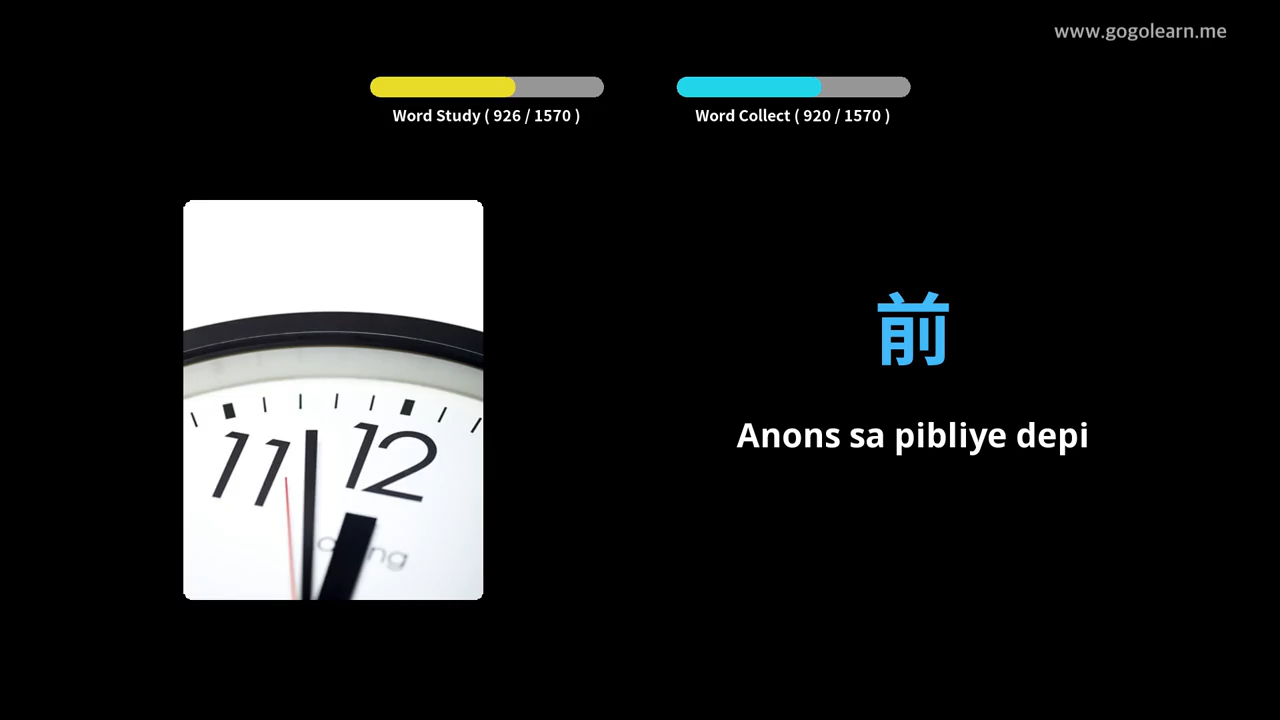 www.gogolearn.me
Word Study ( 926 / 1570 )
Word Collect ( 920 / 1570 )
11 12
前
Anons sa pibliye depi